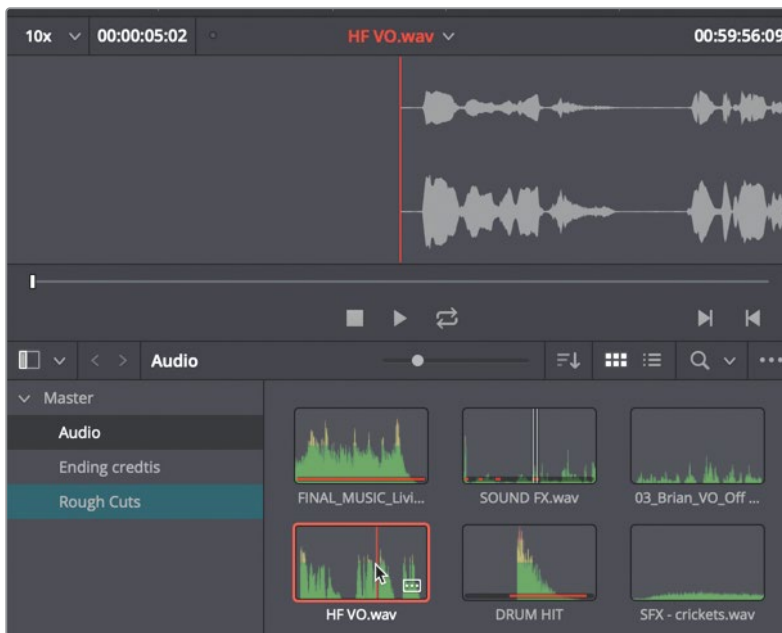 10x 00:00:05:02 HF VO.wav 00:59:56:09
Audio
Master
Audio
Ending credtis
Rough Cuts
FINAL_MUSIC_Livi... SOUND FX.wav 03_Brian_VO_Off ...
HF VO.wav DRUM HIT SFX - crickets.wav